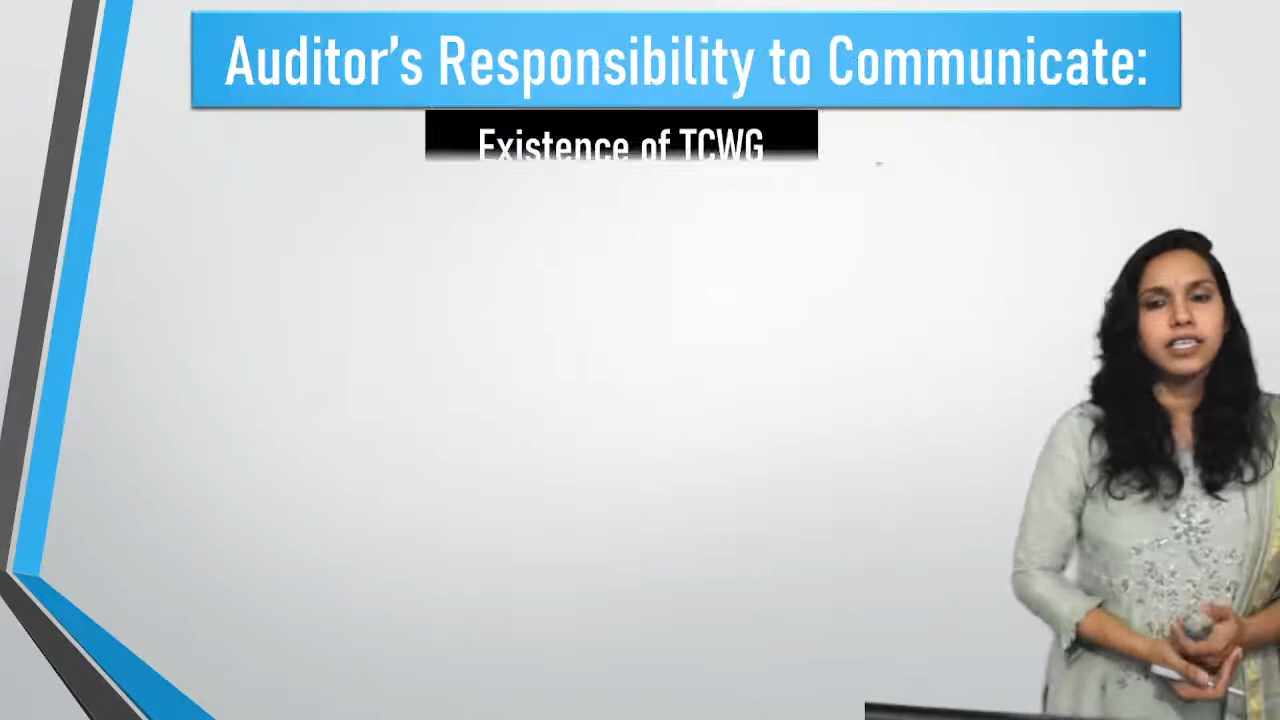 Auditor’s Responsibility to Communicate:
Existence of TCWG